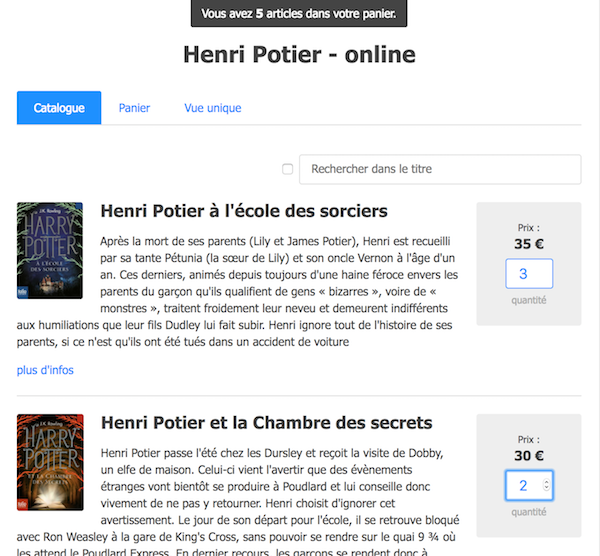 Vous avez 5 articles dans votre panier.
Henri Potier - online
Catalogue
Panier
Vue unique
Rechercher dans le titre
J.K. Rowling
HARRY
POTTER
A L'ÉCOLE
DES SORCIERS
folio
Henri Potier à l'école des sorciers
Après la mort de ses parents (Lily et James Potier), Henri est recueilli
par sa tante Pétunia (la sœur de Lily) et son oncle Vernon à l'âge d'un
an. Ces derniers, animés depuis toujours d'une haine féroce envers les
parents du garçon qu'ils qualifient de gens « bizarres », voire de «
monstres », traitent froidement leur neveu et demeurent indifférents
aux humiliations que leur fils Dudley lui fait subir. Henri ignore tout de l'histoire de ses
parents, si ce n'est qu'ils ont été tués dans un accident de voiture
plus d'infos
Prix :
35 €
3
quantité
J.K. Rowling
HARRY
POTTER
ET LA CHAMBRE
DES SECRETS
folio
Henri Potier et la Chambre des secrets
Henri Potier passe l'été chez les Dursley et reçoit la visite de Dobby,
un elfe de maison. Celui-ci vient l'avertir que des évènements
étranges vont bientôt se produire à Poudlard et lui conseille donc
vivement de ne pas y retourner. Henri choisit d'ignorer cet
avertissement. Le jour de son départ pour l'école, il se retrouve bloqué
avec Ron Weasley à la gare de King's Cross, sans pouvoir se rendre sur le quai 9 ¾ où
les attend le Poudlard Express. En dernier recours, les garçons se rendent donc à
Prix :
30 €
2
quantité